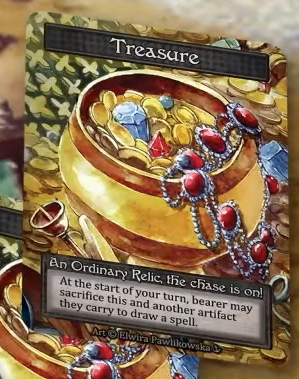 Treasure
An Ordinary Relic, the chase is on!
At the start of your turn, bearer may
sacrifice this and another artifact
they carry to draw a spell.
Art © Elwira Pawlikowska